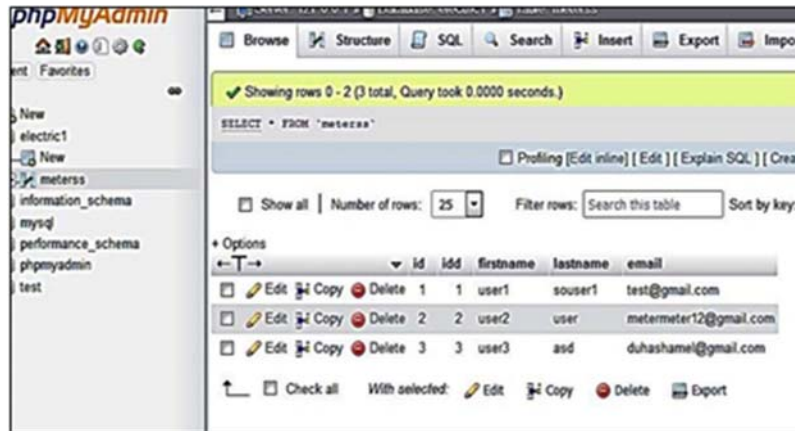 phpMyAdmin
ent Favorites
New
electric1
New
meterss
information_schema
mysql
performance_schema
phpmyadmin
test
Browse Structure SQL Search Insert Export Impo
Showing rows 0 - 2 (3 total, Query took 0.0000 seconds.)
SELECT * FROM `meterss`
Profiling [Edit inline] [ Edit ] [ Explain SQL ] [ Crea
Show all | Number of rows: 25 Filter rows: Search this table Sort by key:
+ Options
←T→ id idd firstname lastname email
Edit Copy Delete 1 1 user1 souser1 test@gmail.com
Edit Copy Delete 2 2 user2 user metermeter12@gmail.com
Edit Copy Delete 3 3 user3 asd duhashamel@gmail.com
Check all With selected: Edit Copy Delete Export